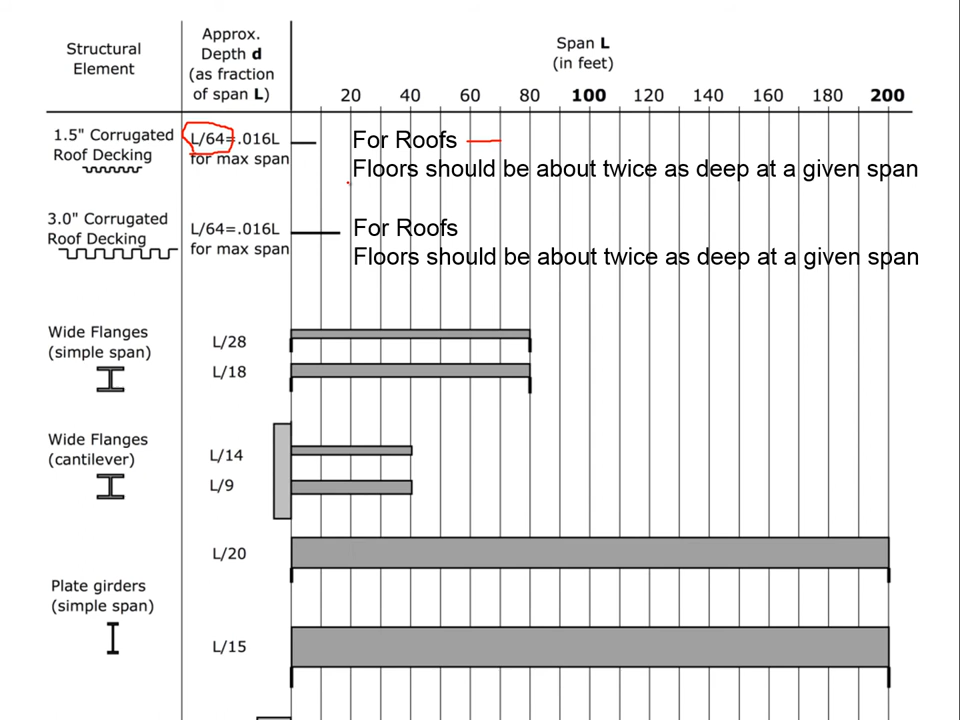 Structural
Element
Approx.
Depth d
(as fraction
of span L)
Span L
(in feet)
20 40 60 80 100 120 140 160 180 200
1.5" Corrugated
Roof Decking
L/64=.016L
for max span
For Roofs
Floors should be about twice as deep at a given span
3.0" Corrugated
Roof Decking
L/64=.016L
for max span
For Roofs
Floors should be about twice as deep at a given span
Wide Flanges
(simple span)
L/28
L/18
Wide Flanges
(cantilever)
L/14
L/9
Plate girders
(simple span)
L/20
L/15